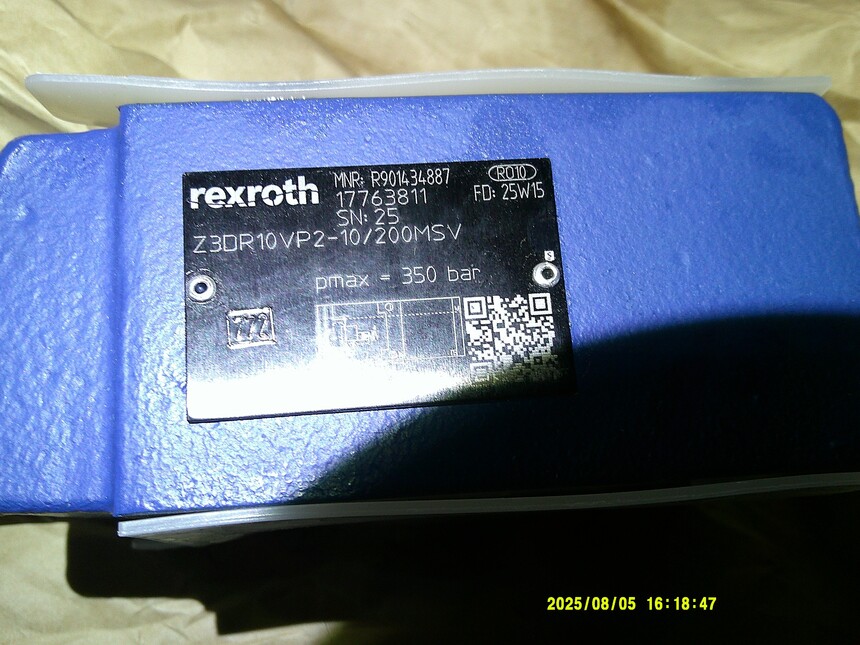 rexroth
MNR: R901434887
RO10
17763811
FD: 25W15
SN: 25
Z3DR10VP2-10/200MSV
S
pmax = 350 bar
2025/08/05 16:18:47